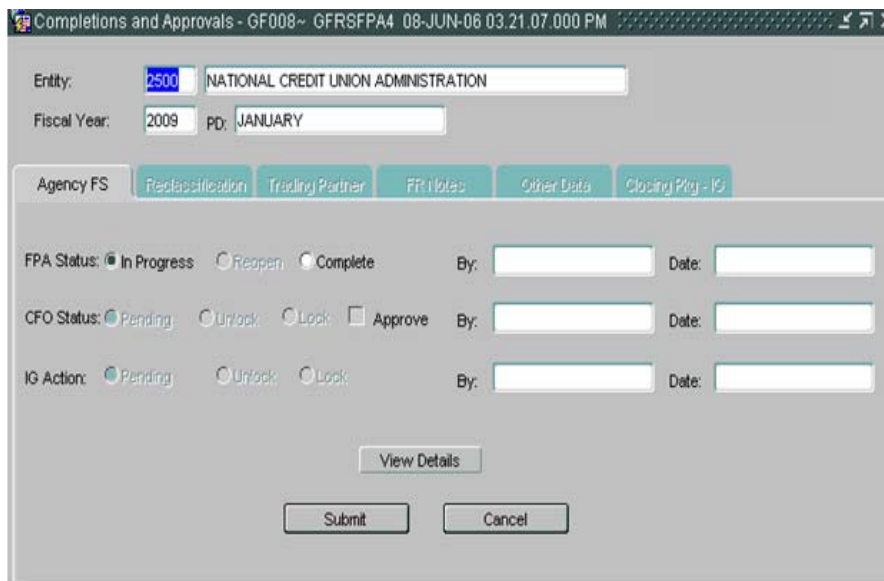 Completions and Approvals - GF008~ GFRSFPA4 08-JUN-06 03.21.07.000 PM
Entity: 2500 NATIONAL CREDIT UNION ADMINISTRATION
Fiscal Year: 2009 PD: JANUARY
Agency FS Reclassification Trading Partner FR Notes Other Data Closing Pkg - IG
FPA Status: In Progress Reopen Complete By: Date:
CFO Status: Pending Unlock Lock Approve By: Date:
IG Action: Pending Unlock Lock By: Date:
View Details
Submit Cancel